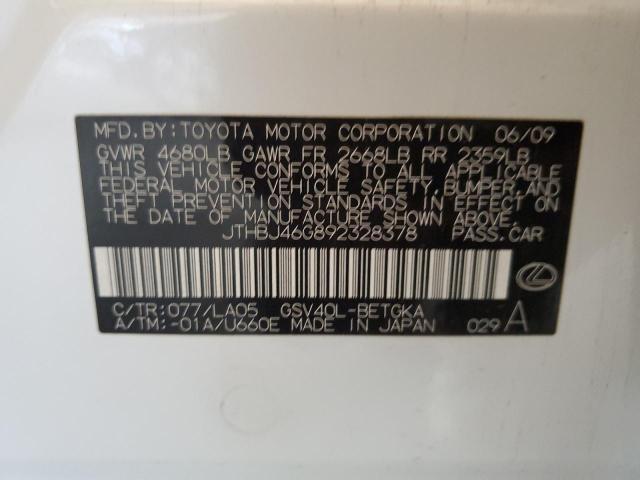 MFD. BY: TOYOTA MOTOR CORPORATION 06/09
GVWR 4680LB GAWR FR 2668LB RR 2359LB
THIS VEHICLE CONFORMS TO ALL APPLICABLE
FEDERAL MOTOR VEHICLE SAFETY, BUMPER, AND
THEFT PREVENTION STANDARDS IN EFFECT ON
THE DATE OF MANUFACTURE SHOWN ABOVE.
JTHBJ46G892328378 PASS. CAR
C/TR: 077/LA05 GSV40L-BETGKA
A/TM: -01A/U660E MADE IN JAPAN 029 A